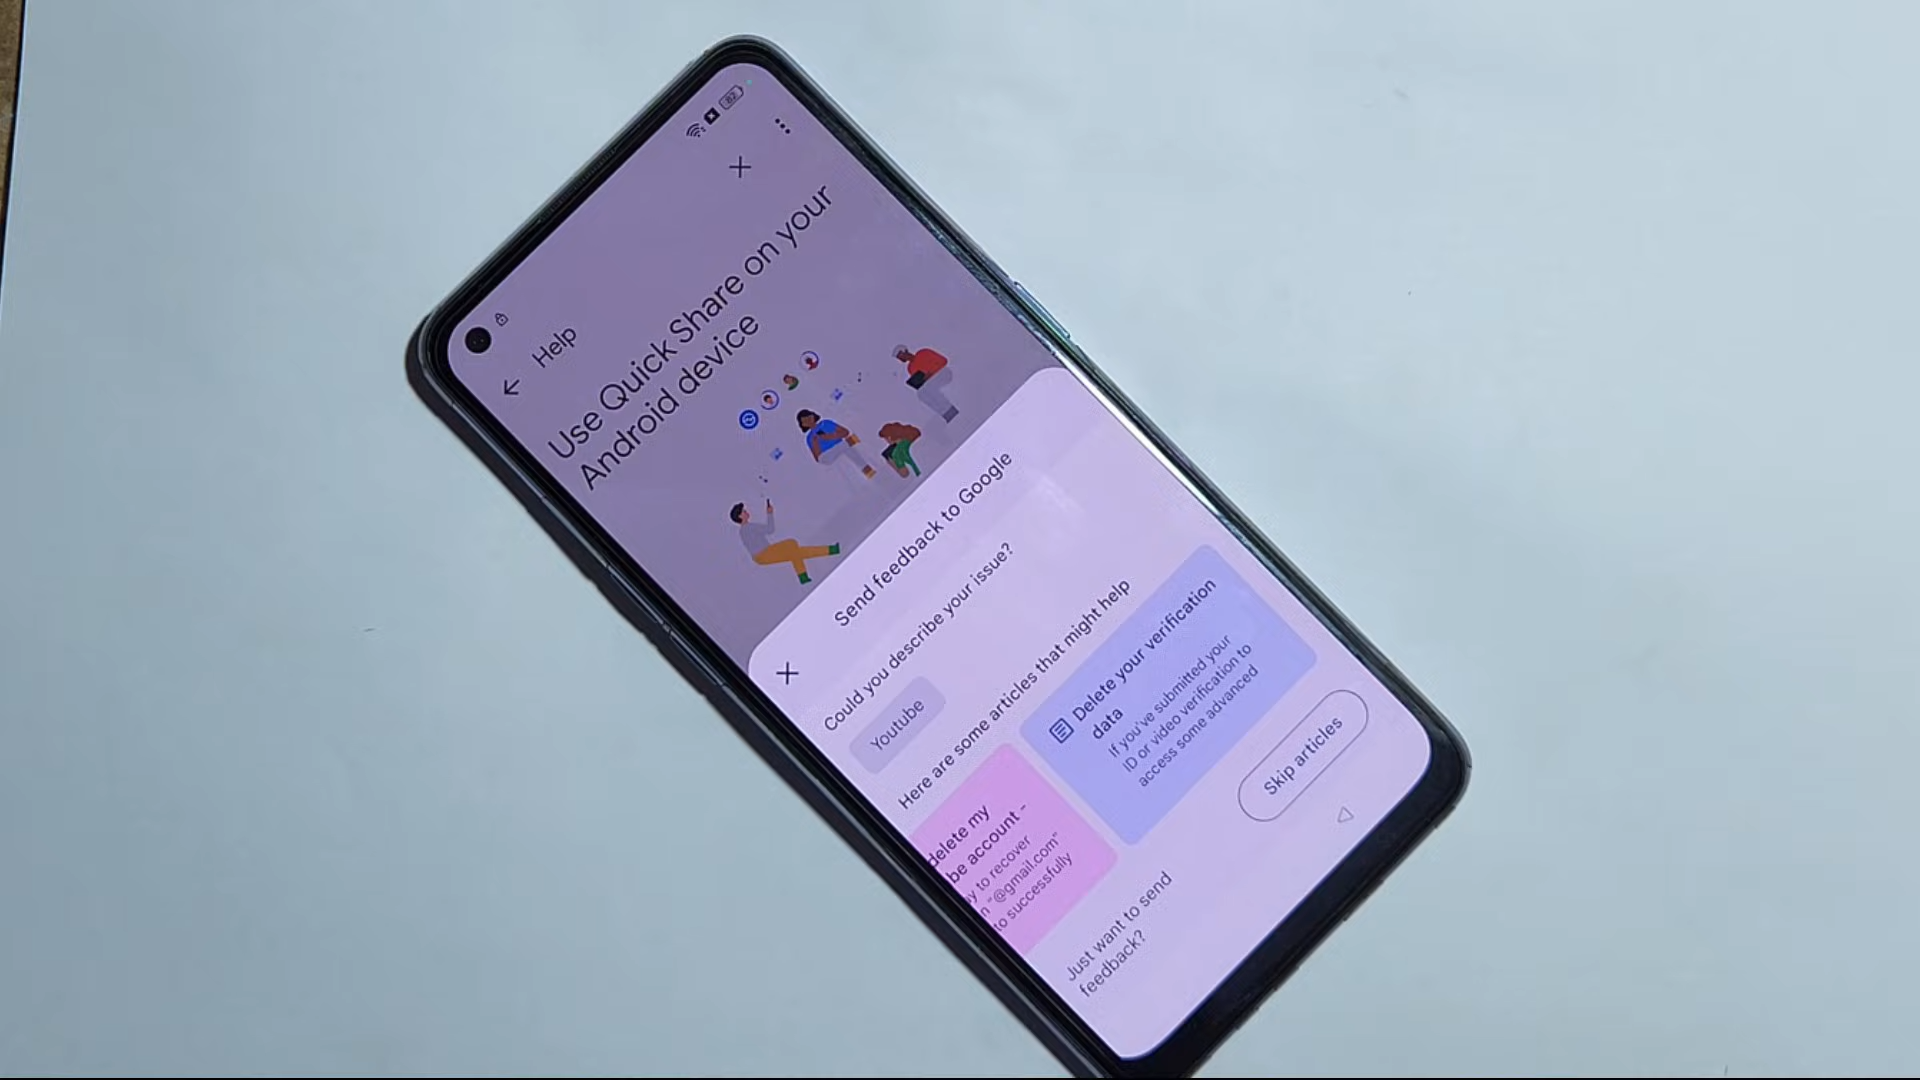 82
Help
Use Quick Share on your
Android device
Send feedback to Google
Could you describe your issue?
Youtube
Here are some articles that might help
delete my
be account -
y to recover
n "@gmail.com"
to successfully
Delete your verification
data
If you've submitted your
ID or video verification to
access some advanced
Skip articles
Just want to send
feedback?